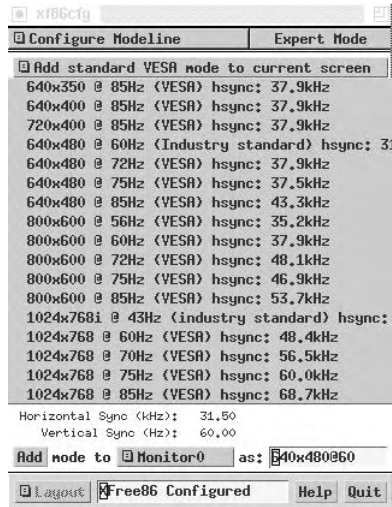 xf86cfg
Configure Modeline Expert Mode
Add standard VESA mode to current screen
640x350 @ 85Hz (VESA) hsync: 37.9kHz
640x400 @ 85Hz (VESA) hsync: 37.9kHz
720x400 @ 85Hz (VESA) hsync: 37.9kHz
640x480 @ 60Hz (Industry standard) hsync: 31
640x480 @ 72Hz (VESA) hsync: 37.9kHz
640x480 @ 75Hz (VESA) hsync: 37.5kHz
640x480 @ 85Hz (VESA) hsync: 43.3kHz
800x600 @ 56Hz (VESA) hsync: 35.2kHz
800x600 @ 60Hz (VESA) hsync: 37.9kHz
800x600 @ 72Hz (VESA) hsync: 48.1kHz
800x600 @ 75Hz (VESA) hsync: 46.9kHz
800x600 @ 85Hz (VESA) hsync: 53.7kHz
1024x768i @ 43Hz (industry standard) hsync:
1024x768 @ 60Hz (VESA) hsync: 48.4kHz
1024x768 @ 70Hz (VESA) hsync: 56.5kHz
1024x768 @ 75Hz (VESA) hsync: 60.0kHz
1024x768 @ 85Hz (VESA) hsync: 68.7kHz
Horizontal Sync (kHz): 31.50
Vertical Sync (Hz): 60.00
Add mode to Monitor0 as: 640x480@60
Layout XFree86 Configured Help Quit